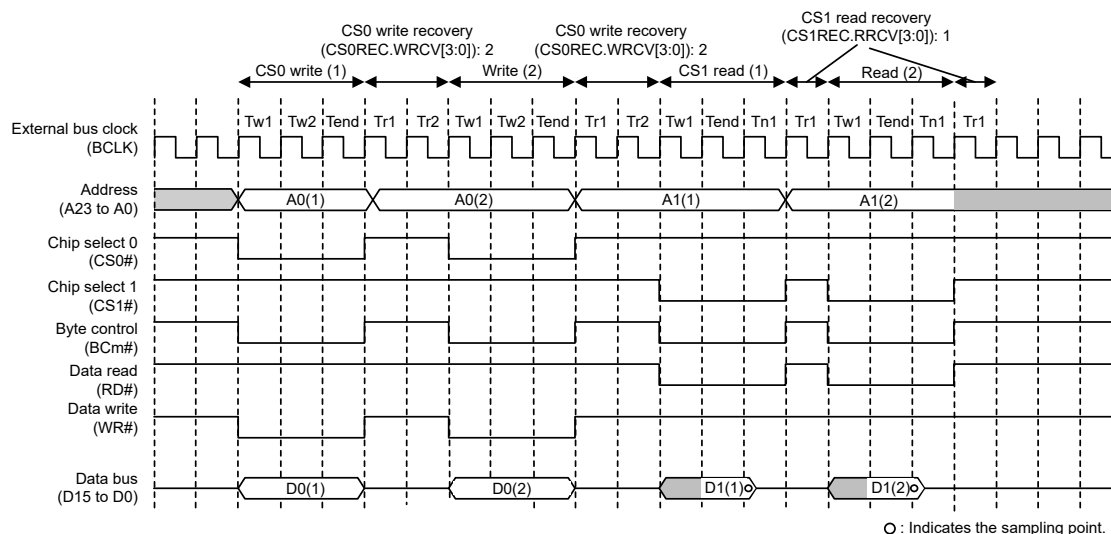 CS0 write recovery
(CS0REC.WRCV[3:0]): 2
CS0 write recovery
(CS0REC.WRCV[3:0]): 2
CS1 read recovery
(CS1REC.RRCV[3:0]): 1
CS0 write (1)
Write (2)
CS1 read (1)
Read (2)
External bus clock
(BCLK)
Tw1 Tw2 Tend Tr1 Tr2 Tw1 Tw2 Tend Tr1 Tr2 Tw1 Tend Tn1 Tr1 Tw1 Tend Tn1 Tr1
Address
(A23 to A0)
A0(1) A0(2) A1(1) A1(2)
Chip select 0
(CS0#)
Chip select 1
(CS1#)
Byte control
(BCm#)
Data read
(RD#)
Data write
(WR#)
Data bus
(D15 to D0)
D0(1) D0(2) D1(1) D1(2)
: Indicates the sampling point.